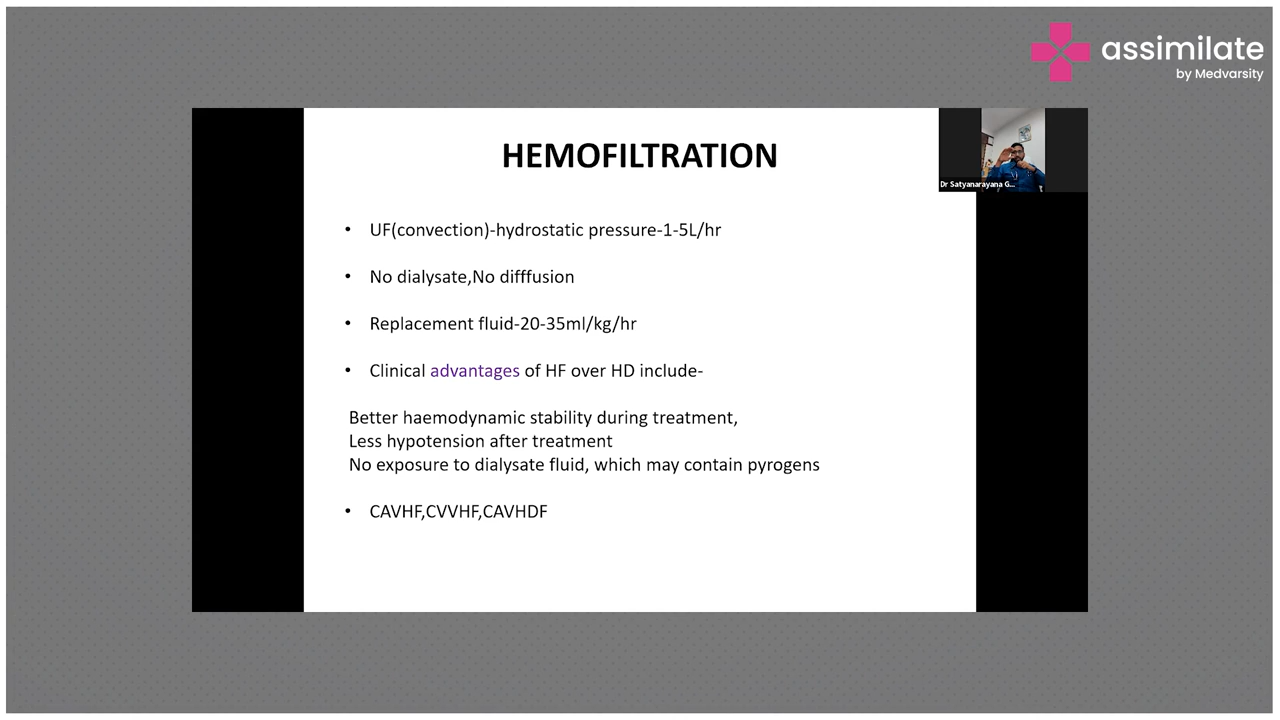 assimilate
by Medvarsity
HEMOFILTRATION
Dr Satyanarayana G...
• UF(convection)-hydrostatic pressure-1-5L/hr
• No dialysate,No difffusion
• Replacement fluid-20-35ml/kg/hr
• Clinical advantages of HF over HD include-
Better haemodynamic stability during treatment,
Less hypotension after treatment
No exposure to dialysate fluid, which may contain pyrogens
• CAVHF,CVVHF,CAVHDF